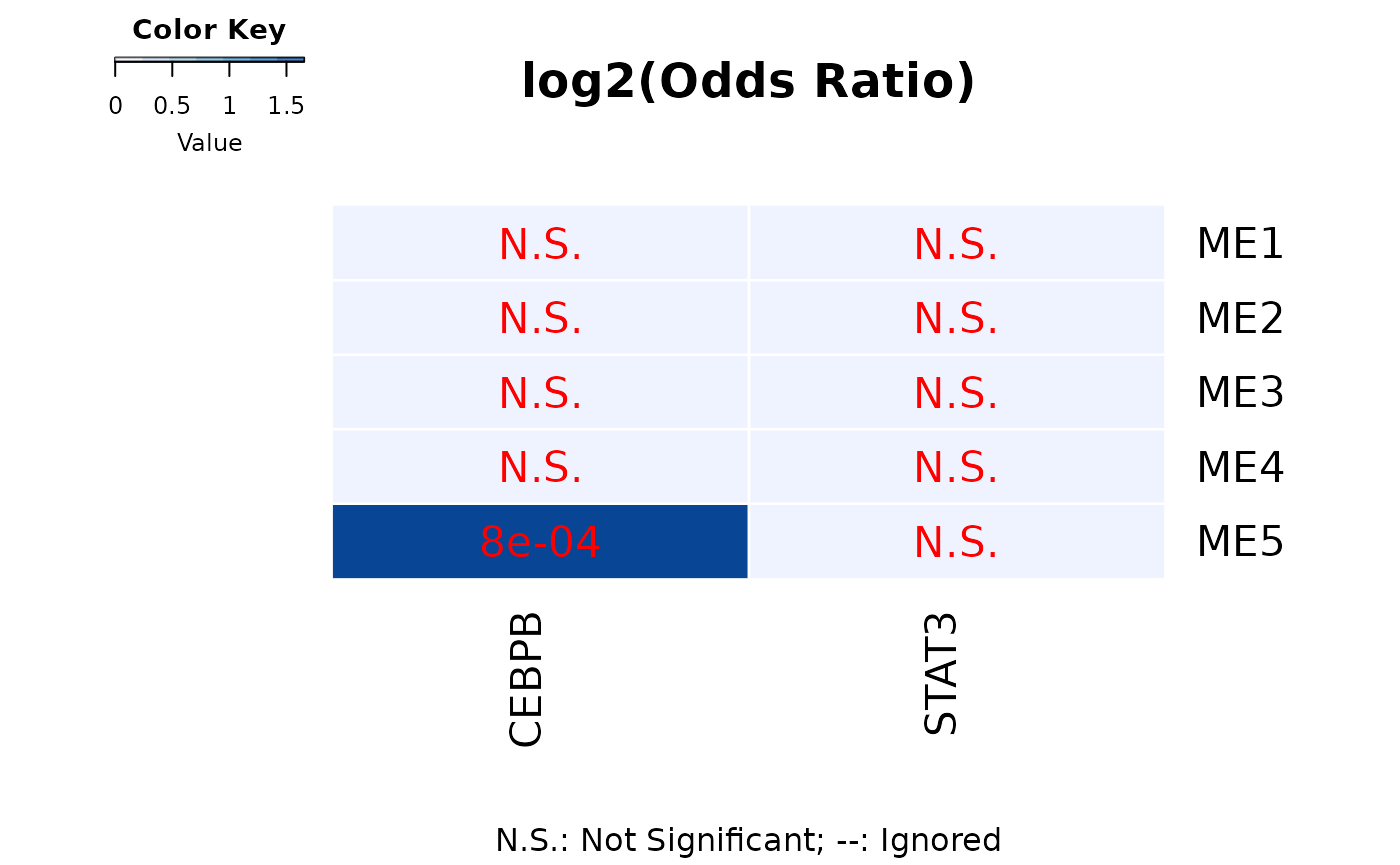 Color Key
0 0.5 1 1.5
Value
log2(Odds Ratio)
N.S. N.S. ME1
N.S. N.S. ME2
N.S. N.S. ME3
N.S. N.S. ME4
8e-04 N.S. ME5
CEBPB STAT3
N.S.: Not Significant; --: Ignored